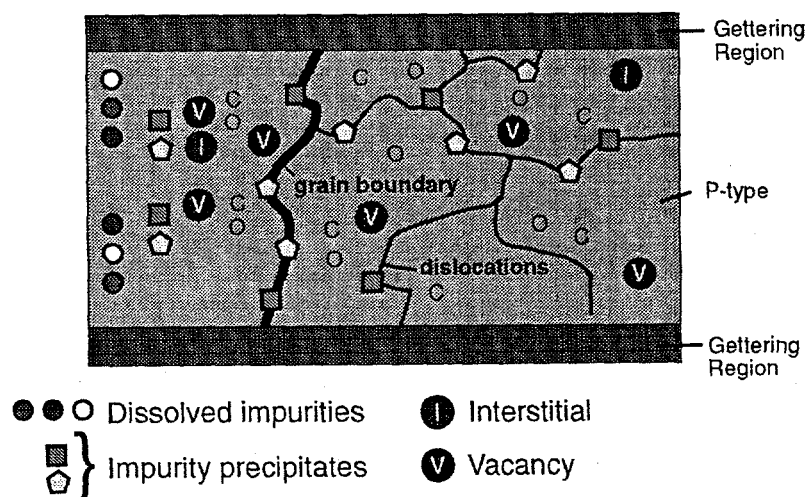 Gettering
Region
V
C
O
I
V
C
O
V
C
O
V
C
O
O
C
O
V
O
C
I
V
grain boundary
dislocations
C
P-type
Gettering
Region
Dissolved impurities
I Interstitial
Impurity precipitates
V Vacancy